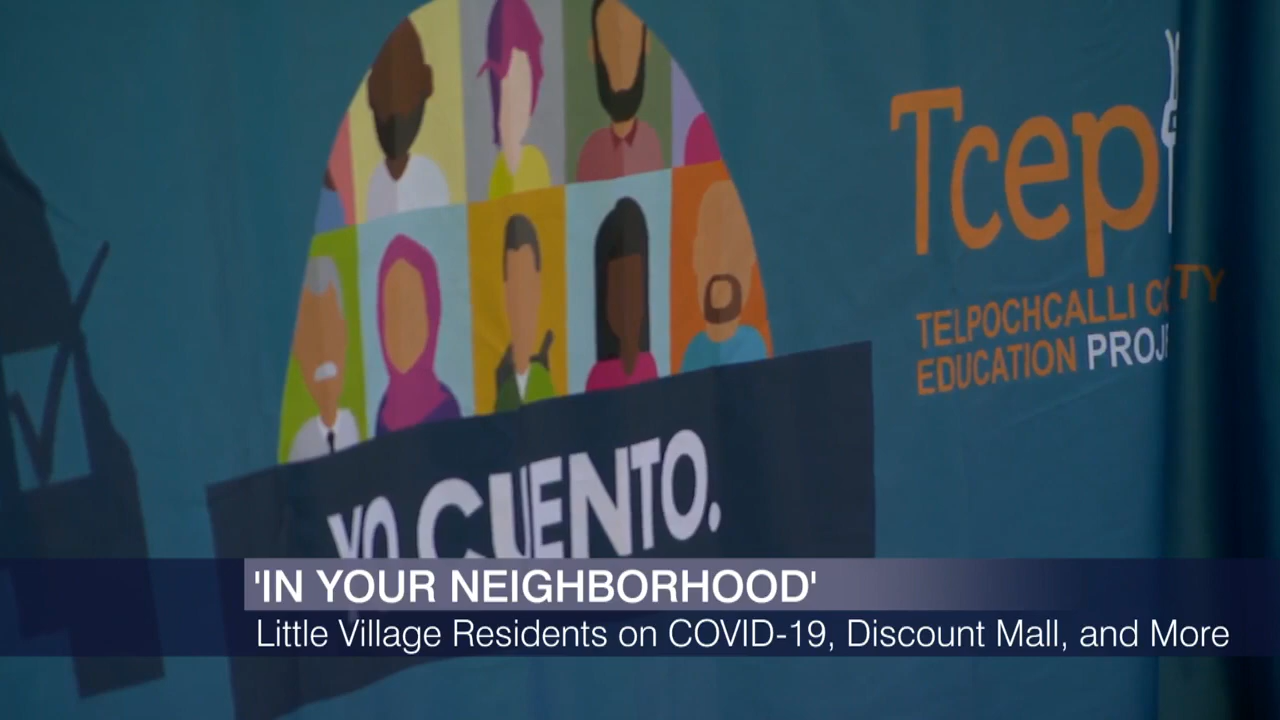 Tcep
TELPOCHCALLI CO TY
EDUCATION PROJ
YO CUENTO.
'IN YOUR NEIGHBORHOOD'
Little Village Residents on COVID-19, Discount Mall, and More